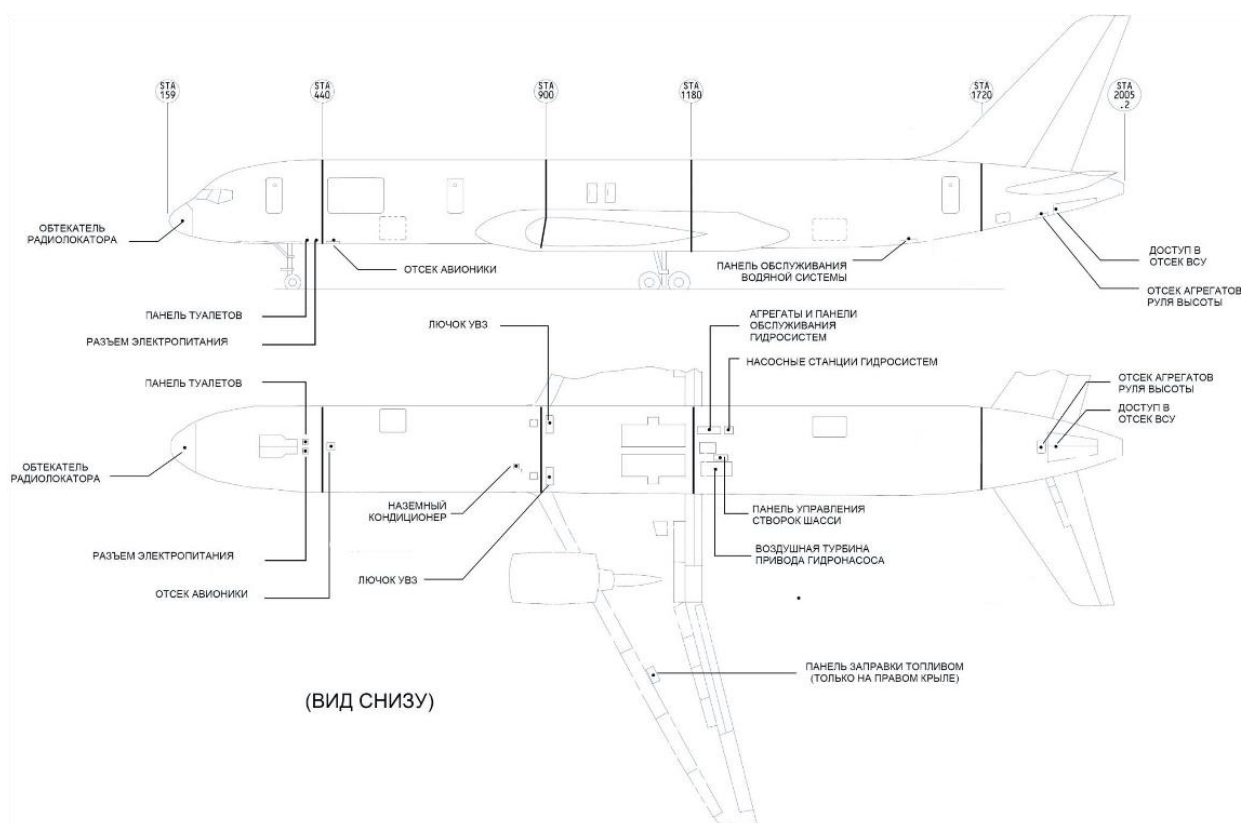 STA
159
STA
440
STA
900
STA
1180
STA
1720
STA
2005
.2
ОБТЕКАТЕЛЬ
РАДИОЛОКАТОРА
ОТСЕК АВИОНИКИ
ПАНЕЛЬ ОБСЛУЖИВАНИЯ
ВОДЯНОЙ СИСТЕМЫ
ДОСТУП В
ОТСЕК ВСУ
ОТСЕК АГРЕГАТОВ
РУЛЯ ВЫСОТЫ
ПАНЕЛЬ ТУАЛЕТОВ
РАЗЪЕМ ЭЛЕКТРОПИТАНИЯ
ЛЮЧОК УВЗ
АГРЕГАТЫ И ПАНЕЛИ
ОБСЛУЖИВАНИЯ
ГИДРОСИСТЕМ
НАСОСНЫЕ СТАНЦИИ ГИДРОСИСТЕМ
ПАНЕЛЬ ТУАЛЕТОВ
ОТСЕК АГРЕГАТОВ
РУЛЯ ВЫСОТЫ
ДОСТУП В
ОТСЕК ВСУ
ОБТЕКАТЕЛЬ
РАДИОЛОКАТОРА
НАЗЕМНЫЙ
КОНДИЦИОНЕР
ПАНЕЛЬ УПРАВЛЕНИЯ
СТВОРОК ШАССИ
РАЗЪЕМ ЭЛЕКТРОПИТАНИЯ
ВОЗДУШНАЯ ТУРБИНА
ПРИВОДА ГИДРОНАСОСА
ЛЮЧОК УВЗ
ОТСЕК АВИОНИКИ
ПАНЕЛЬ ЗАПРАВКИ ТОПЛИВОМ
(ТОЛЬКО НА ПРАВОМ КРЫЛЕ)
(ВИД СНИЗУ)